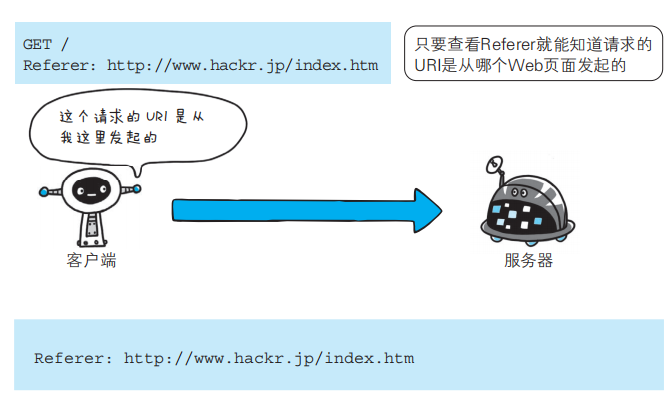 GET /
Referer: http://www.hackr.jp/index.htm
只要查看Referer就能知道请求的
URI是从哪个Web页面发起的
这个请求的 URI 是从
我这里发起的
客户端
服务器
Referer: http://www.hackr.jp/index.htm